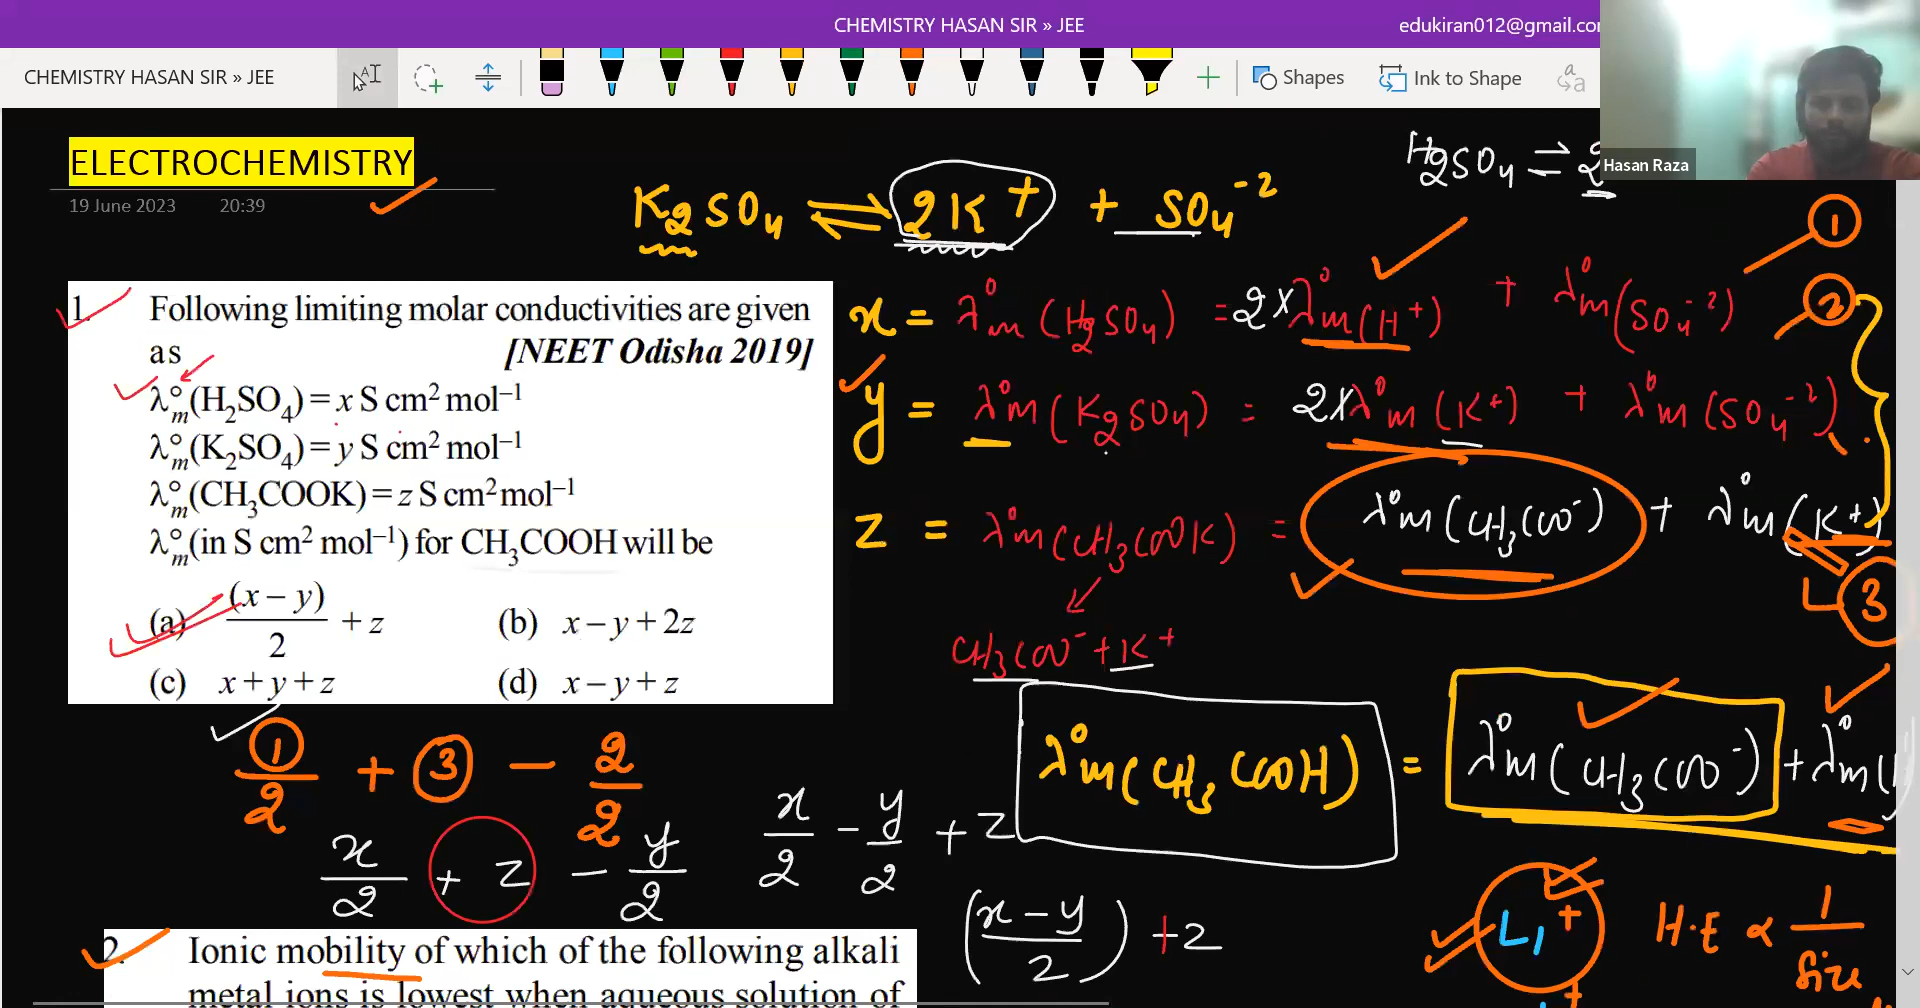 CHEMISTRY HASAN SIR » JEE
edukiran012@gmail.co
CHEMISTRY HASAN SIR » JEE
Shapes
Ink to Shape
Hasan Raza
ELECTROCHEMISTRY
19 June 2023 20:39
K2SO4 ⇌ 2K+ + SO4-2
H2SO4 ⇌ 2
1. Following limiting molar conductivities are given
as [NEET Odisha 2019]
λ°m(H2SO4) = x S cm² mol⁻¹
λ°m(K2SO4) = y S cm² mol⁻¹
λ°m(CH3COOK) = z S cm² mol⁻¹
λ°m(in S cm² mol⁻¹) for CH3COOH will be
(a) (x – y)/2 + z (b) x – y + 2z
(c) x + y + z (d) x – y + z
x = λ°m(H2SO4) = 2×λ°m(H+) + λ°m(SO4-2) 1
y = λ°m(K2SO4) = 2×λ°m(K+) + λ°m(SO4-2) 2
z = λ°m(CH3COOK) = λ°m(CH3COO-) + λ°m(K+) 3
CH3COO- + K+
λ°m(CH3COOH) = λ°m(CH3COO-) + λ°m(
1/2 + 3 - 2/2
x/2 + z - y/2
x/2 - y/2 + z
(x-y/2) + z
Li+
H.E ∝ 1/size
2. Ionic mobility of which of the following alkali
metal ions is lowest when aqueous solution of